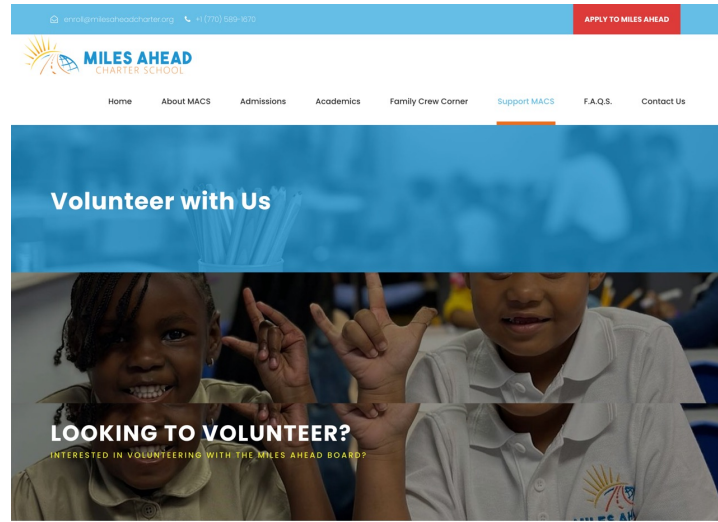 enroll@milesaheadcharter.org +1 (770) 589-1670
APPLY TO MILES AHEAD
MILES AHEAD
CHARTER SCHOOL
Home About MACS Admissions Academics Family Crew Corner Support MACS F.A.Q.S. Contact Us
Volunteer with Us
LOOKING TO VOLUNTEER?
INTERESTED IN VOLUNTEERING WITH THE MILES AHEAD BOARD?